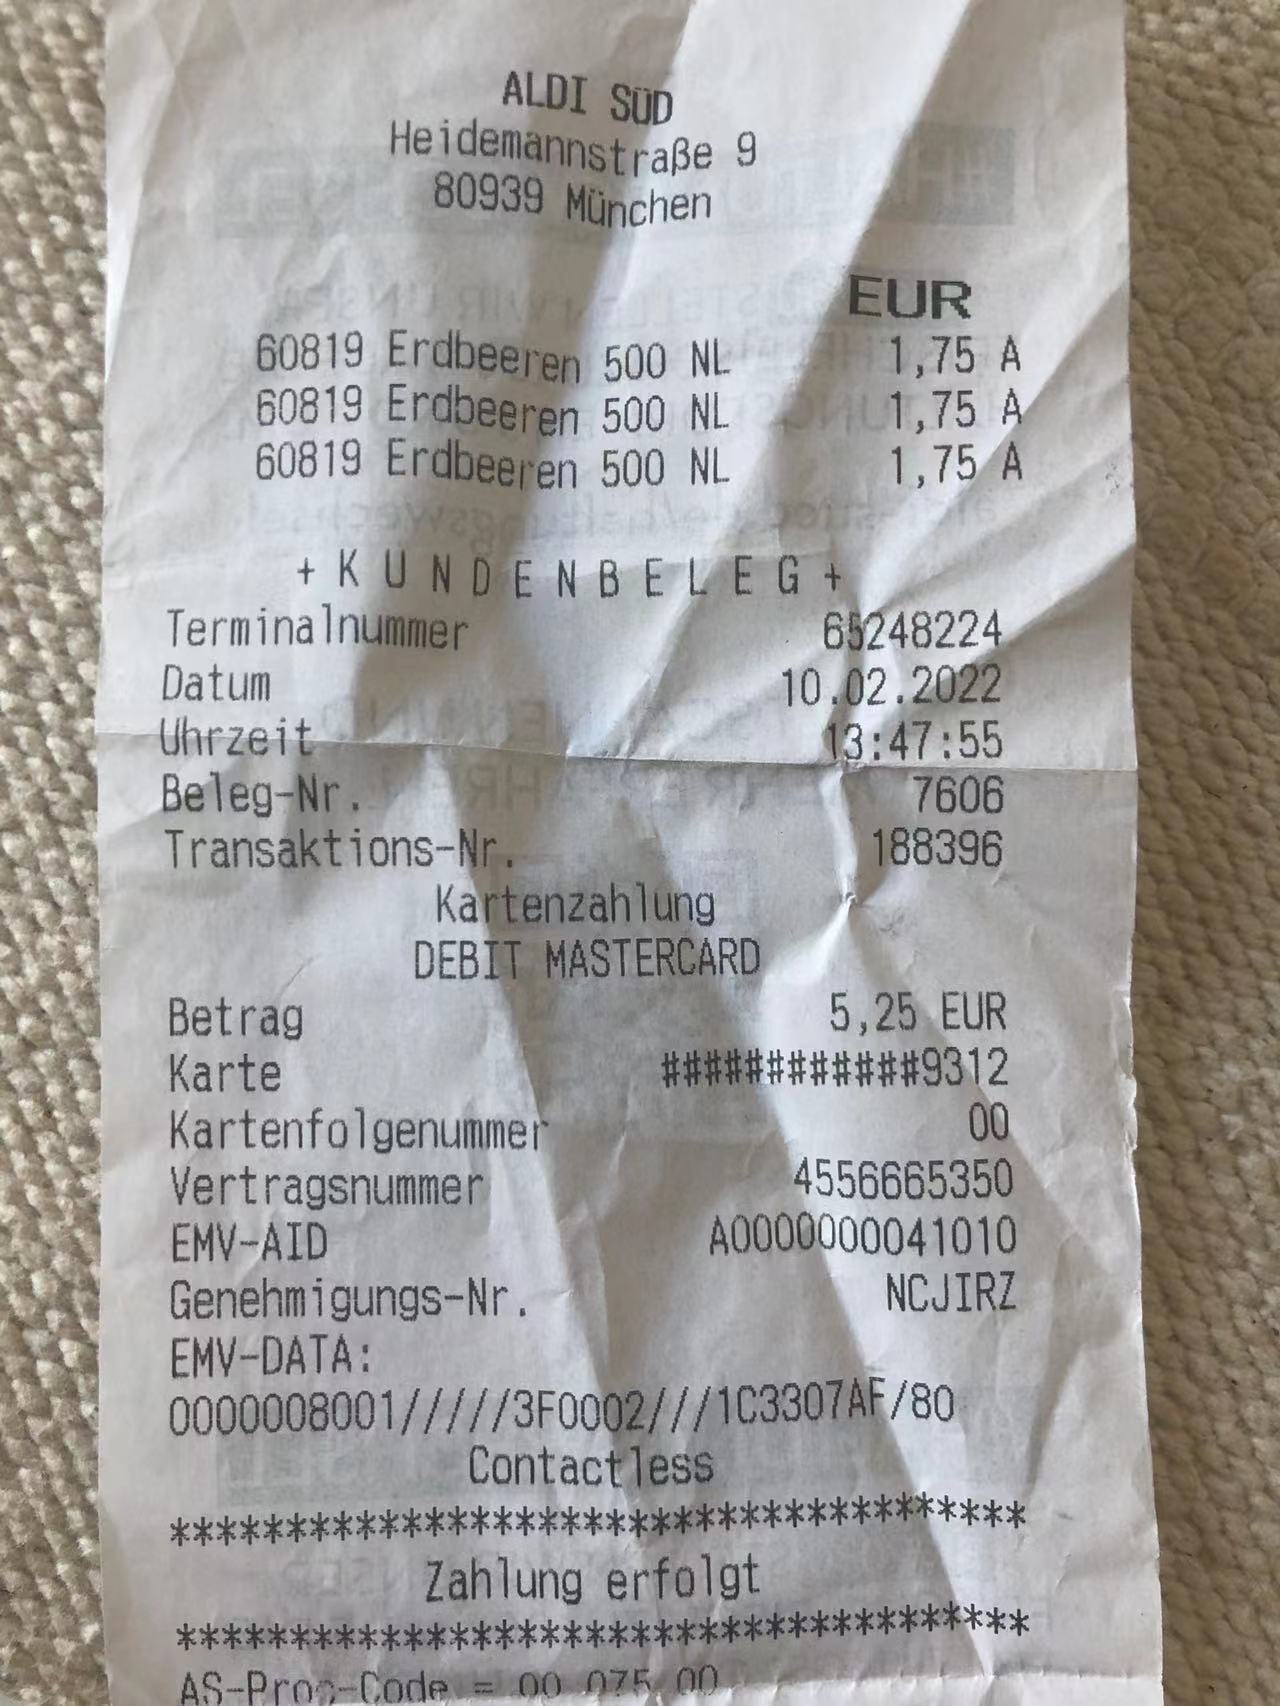 ALDI SÜD
Heidemannstraße 9
80939 München
EUR
60819 Erdbeeren 500 NL 1,75 A
60819 Erdbeeren 500 NL 1,75 A
60819 Erdbeeren 500 NL 1,75 A
+ K U N D E N B E L E G +
Terminalnummer 65248224
Datum 10.02.2022
Uhrzeit 13:47:55
Beleg-Nr. 7606
Transaktions-Nr. 188396
Kartenzahlung
DEBIT MASTERCARD
Betrag 5,25 EUR
Karte ############9312
Kartenfolgenummer 00
Vertragsnummer 4556665350
EMV-AID A0000000041010
Genehmigungs-Nr. NCJIRZ
EMV-DATA:
0000008001/////3F0002///1C3307AF/80
Contactless
***************************************
Zahlung erfolgt
***************************************
AS-Proc-Code = 00 075 00